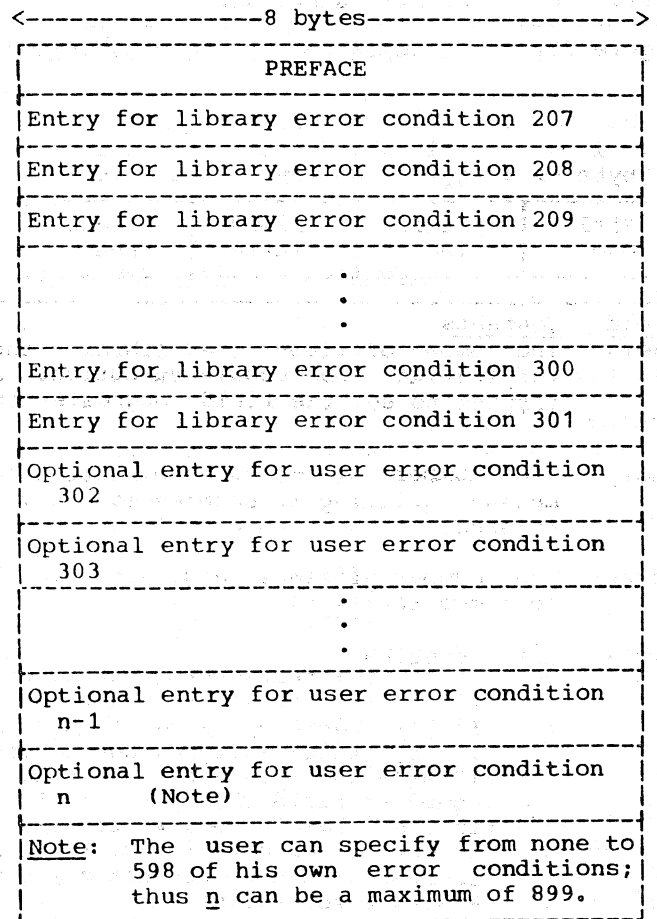 <-----------------8 bytes------------------>
PREFACE
Entry for library error condition 207
Entry for library error condition 208
Entry for library error condition 209
.
.
.
Entry for library error condition 300
Entry for library error condition 301
Optional entry for user error condition
302
Optional entry for user error condition
303
.
.
.
Optional entry for user error condition
n-1
Optional entry for user error condition
n (Note)
Note: The user can specify from none to
598 of his own error conditions;
thus n can be a maximum of 899.